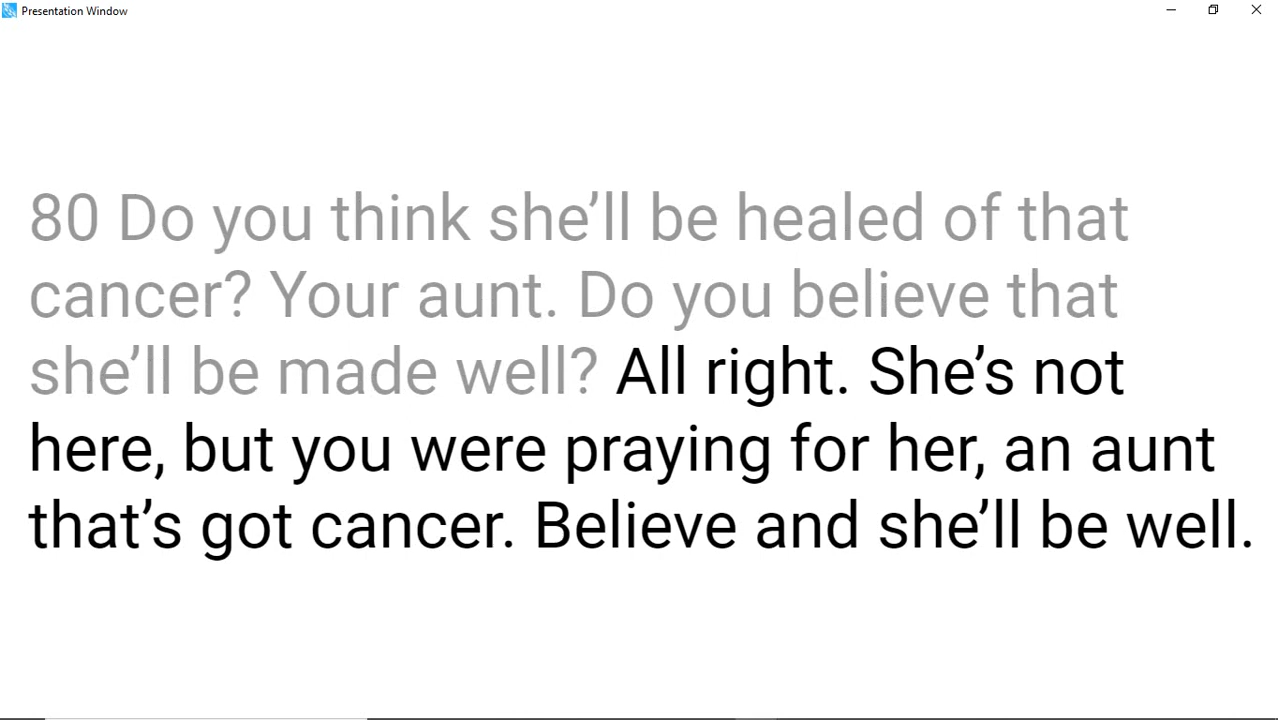 Presentation Window
80 Do you think she’ll be healed of that
cancer? Your aunt. Do you believe that
she’ll be made well? All right. She’s not
here, but you were praying for her, an aunt
that’s got cancer. Believe and she’ll be well.